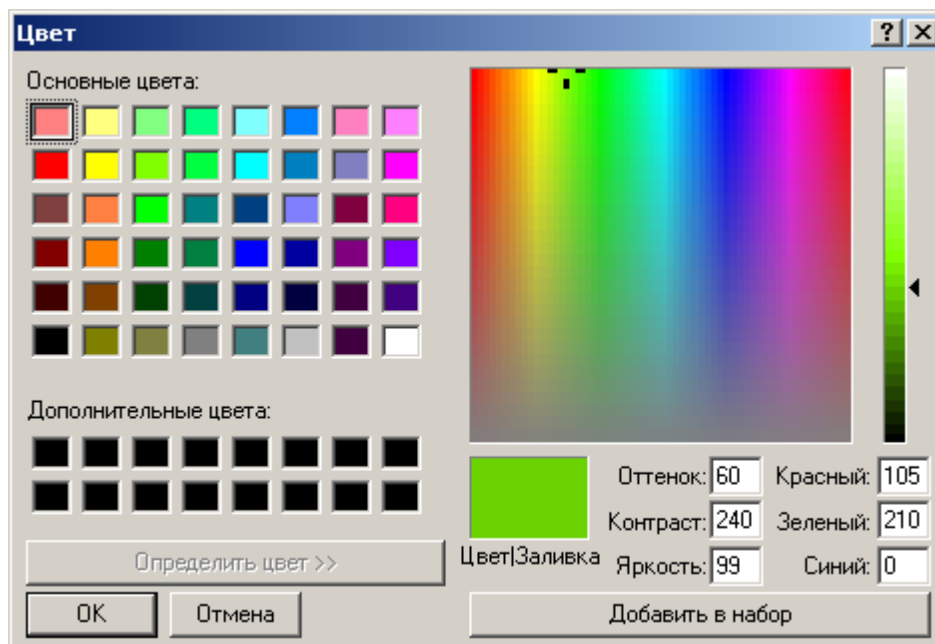 Цвет
Основные цвета:
Дополнительные цвета:
Определить цвет >>
OK
Отмена
Цвет|Заливка
Оттенок: 60
Контраст: 240
Яркость: 99
Красный: 105
Зеленый: 210
Синий: 0
Добавить в набор